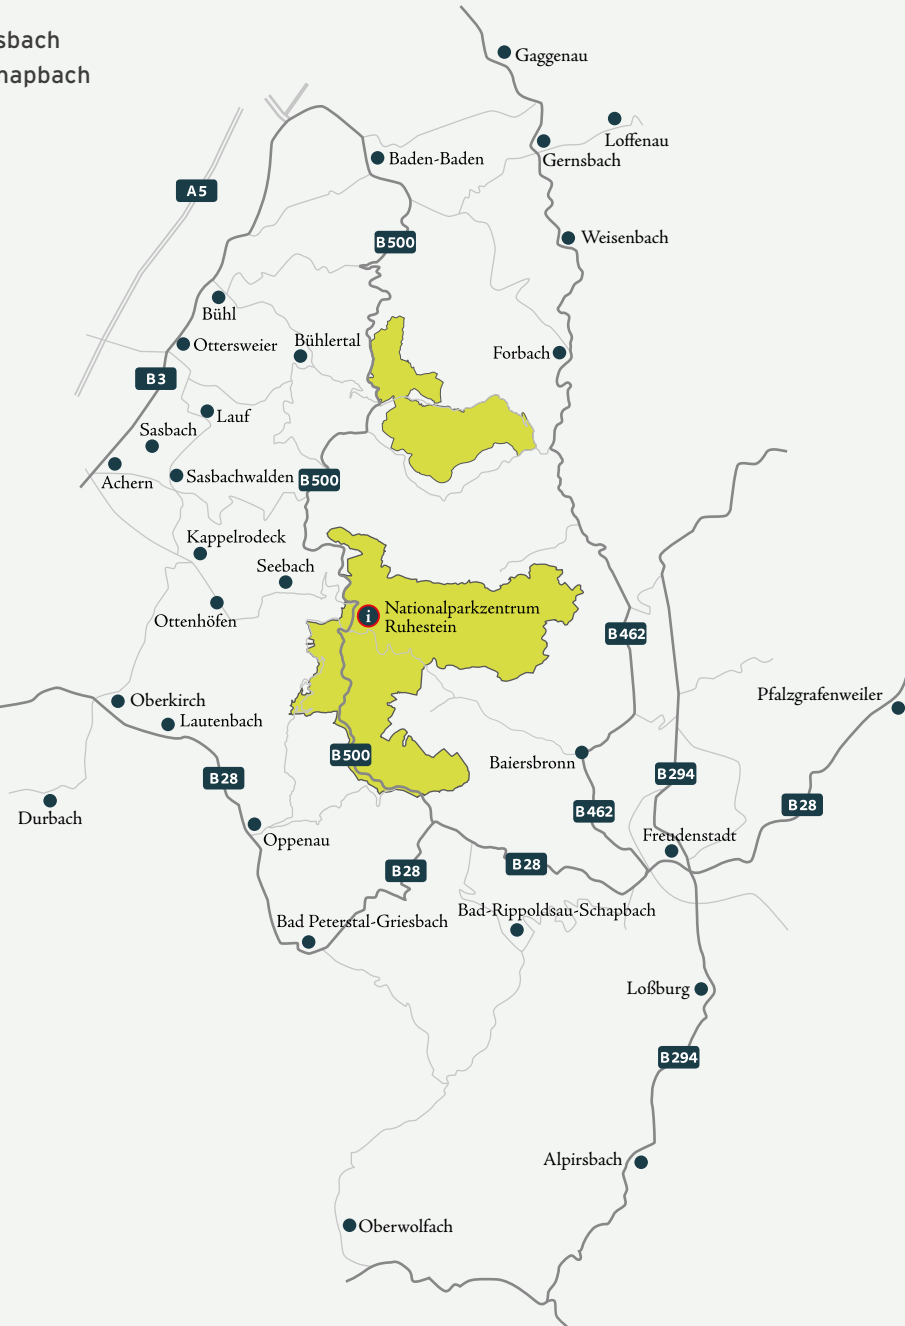 sbach
hapbach
Gaggenau
Loffenau
Gernsbach
Baden-Baden
A5
Weisenbach
B500
Bühl
Ottersweier
Bühlertal
Forbach
B3
Lauf
Sasbach
Achern
Sasbachwalden
B500
Kappelrodeck
Seebach
Ottenhöfen
i
Nationalparkzentrum
Ruhestein
B462
Oberkirch
Lautenbach
Pfalzgrafenweiler
B500
Baiersbronn
B294
B28
B28
Durbach
B462
Oppenau
Freudenstadt
B28
B28
Bad Peterstal-Griesbach
Bad-Rippoldsau-Schapbach
Loßburg
B294
Alpirsbach
Oberwolfach